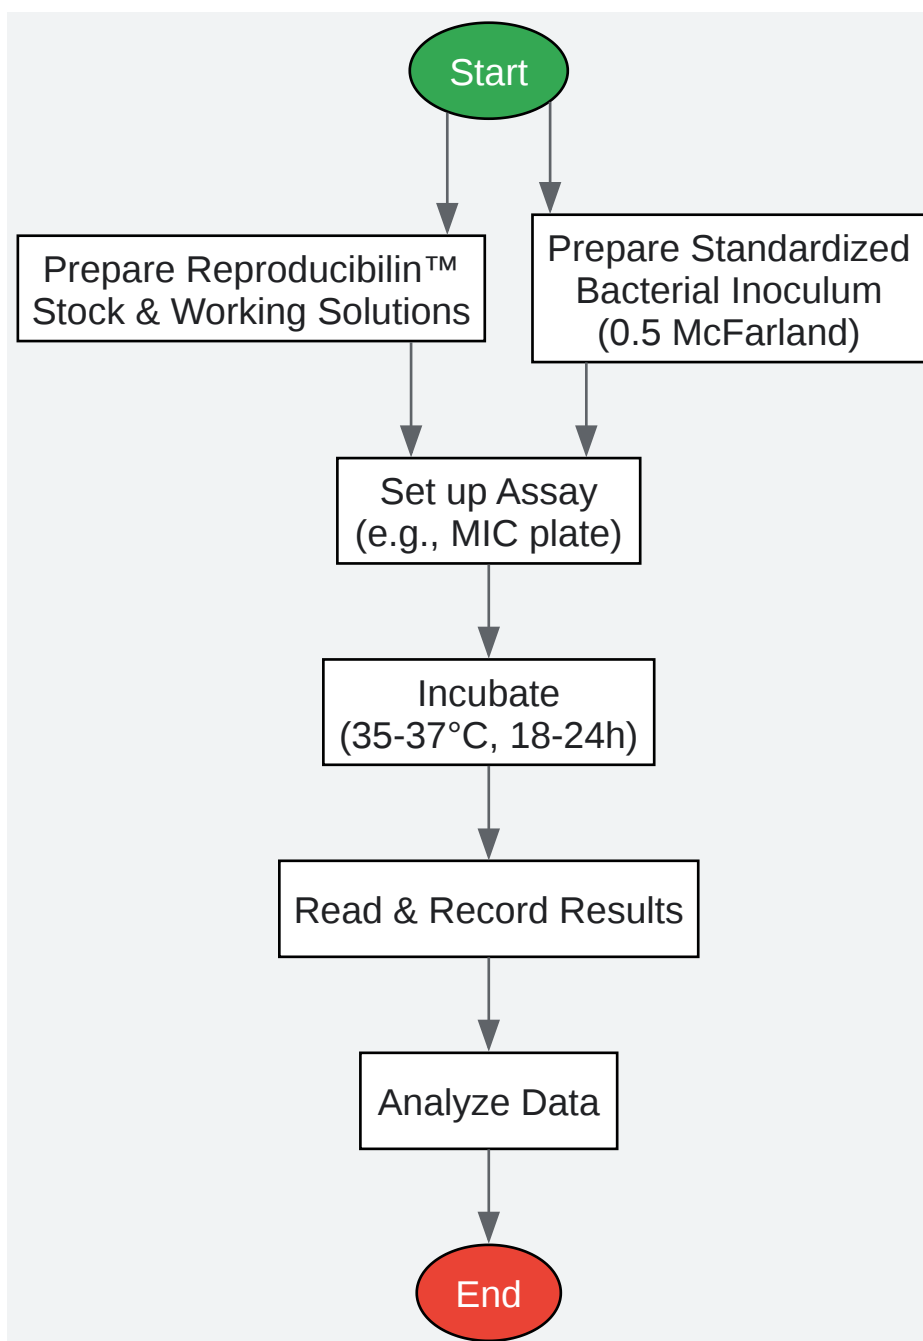 Start
Prepare Reproducibilin™
Stock & Working Solutions
Prepare Standardized
Bacterial Inoculum
(0.5 McFarland)
Set up Assay
(e.g., MIC plate)
Incubate
(35-37°C, 18-24h)
Read & Record Results
Analyze Data
End